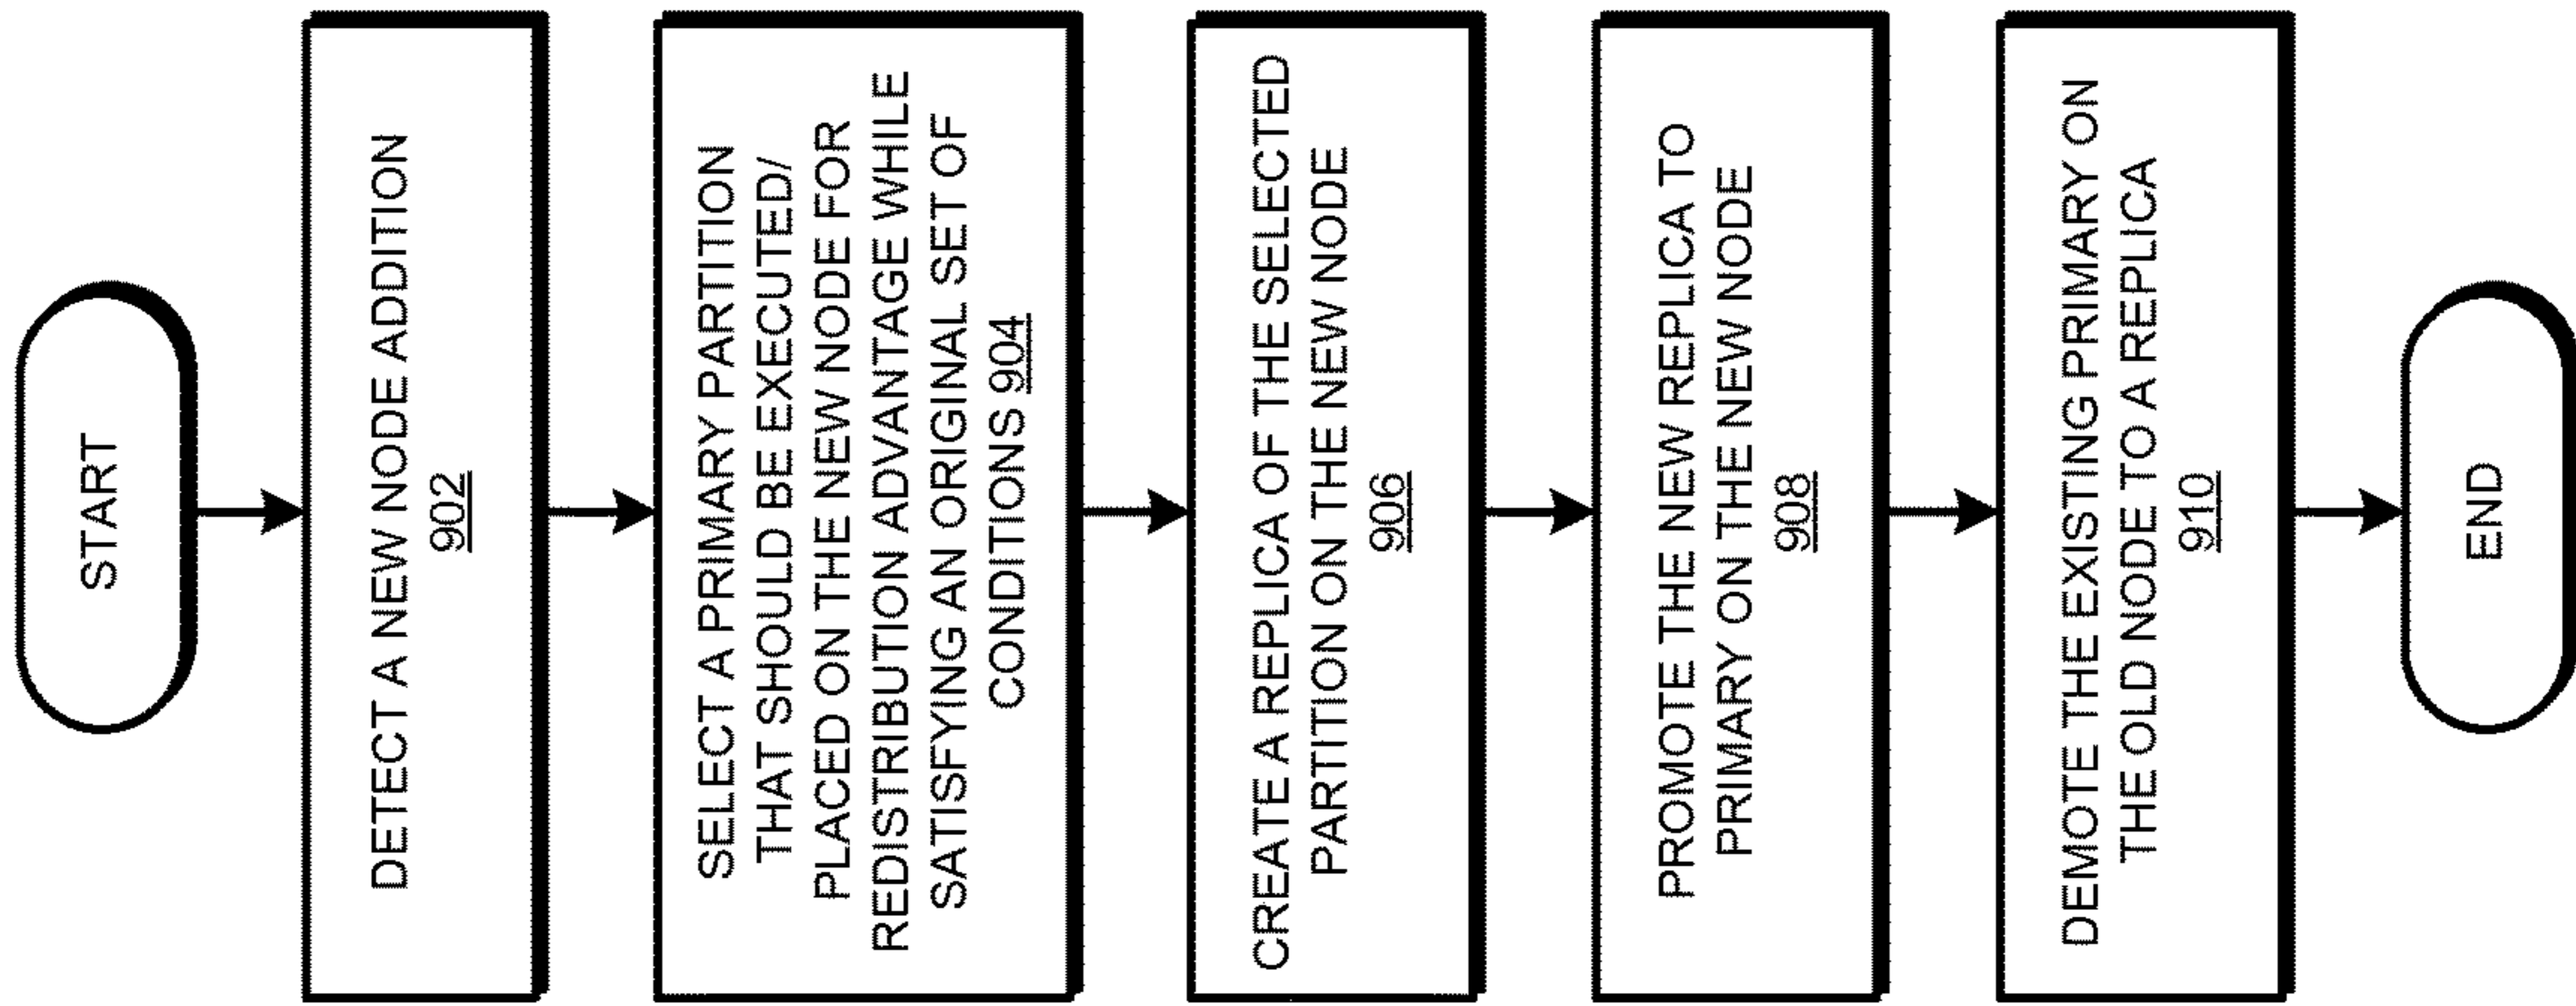 START
DETECT A NEW NODE ADDITION
902
SELECT A PRIMARY PARTITION
THAT SHOULD BE EXECUTED/
PLACED ON THE NEW NODE FOR
REDISTRIBUTION ADVANTAGE WHILE
SATISFYING AN ORIGINAL SET OF
CONDITIONS 904
CREATE A REPLICA OF THE SELECTED
PARTITION ON THE NEW NODE
906
PROMOTE THE NEW REPLICA TO
PRIMARY ON THE NEW NODE
908
DEMOTE THE EXISTING PRIMARY ON
THE OLD NODE TO A REPLICA
910
END